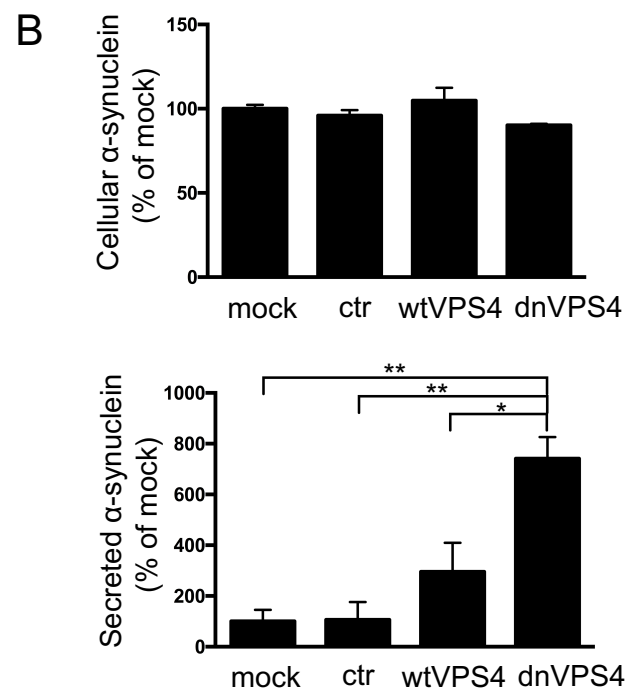 B
Cellular α-synuclein
(% of mock)
150
100
50
0
mock ctr wtVPS4 dnVPS4
Secreted α-synuclein
(% of mock)
1000
800
600
400
200
0
**
**
*
mock ctr wtVPS4 dnVPS4